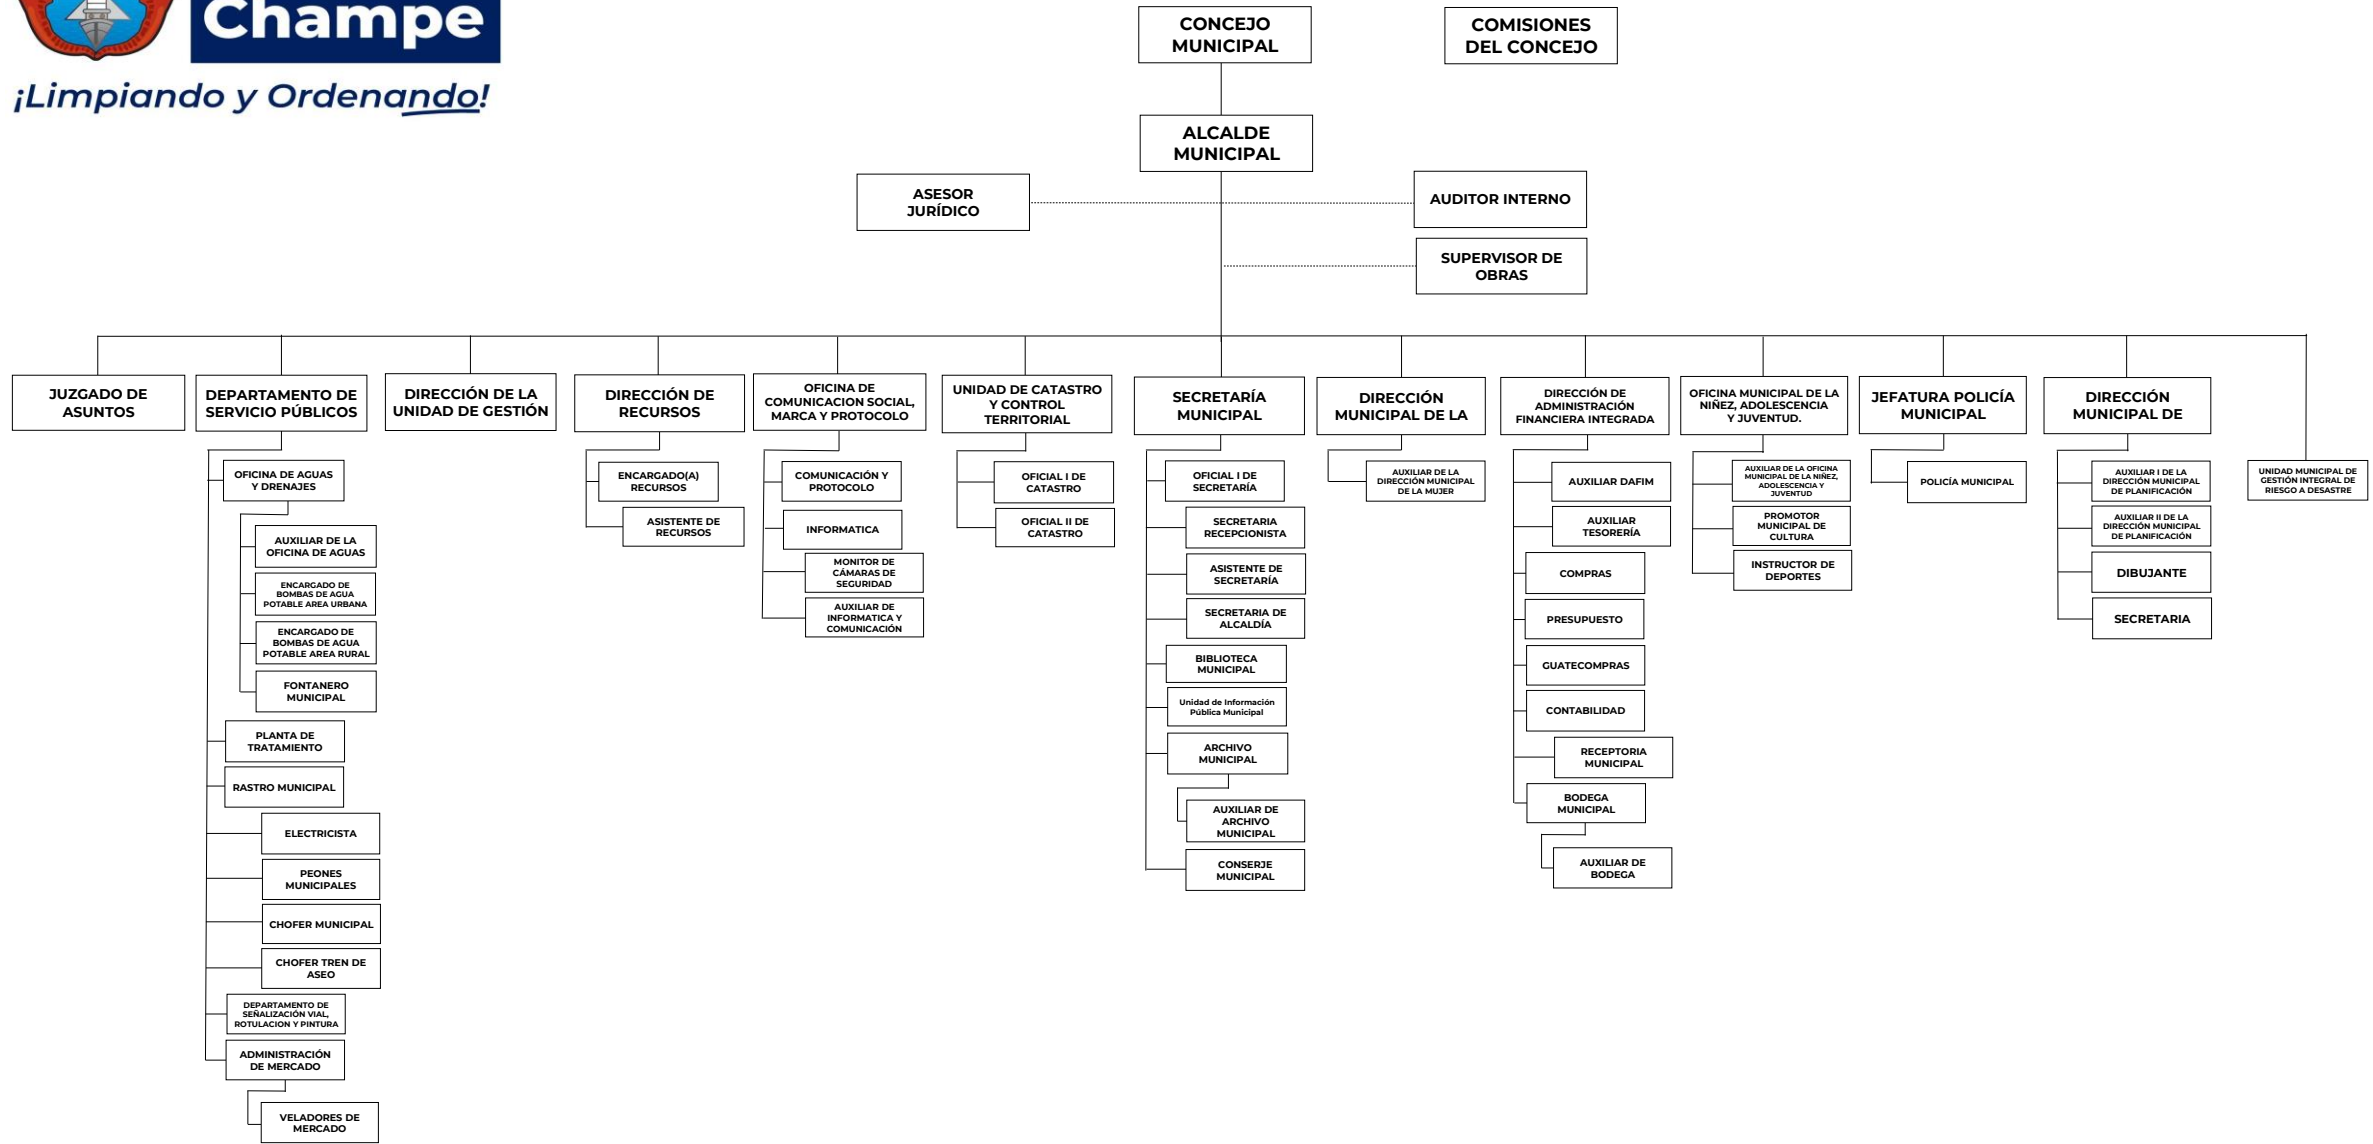 Champe
¡Limpiando y Ordenando!
CONCEJO
MUNICIPAL
COMISIONES
DEL CONCEJO
ALCALDE
MUNICIPAL
ASESOR
JURÍDICO
AUDITOR INTERNO
SUPERVISOR DE
OBRAS
JUZGADO DE
ASUNTOS
DEPARTAMENTO DE
SERVICIO PÚBLICOS
DIRECCIÓN DE LA
UNIDAD DE GESTIÓN
DIRECCIÓN DE
RECURSOS
OFICINA DE
COMUNICACION SOCIAL,
MARCA Y PROTOCOLO
UNIDAD DE CATASTRO
Y CONTROL
TERRITORIAL
SECRETARÍA
MUNICIPAL
DIRECCIÓN
MUNICIPAL DE LA
DIRECCIÓN DE
ADMINISTRACIÓN
FINANCIERA INTEGRADA
OFICINA MUNICIPAL DE LA
NIÑEZ, ADOLESCENCIA
Y JUVENTUD.
JEFATURA POLICÍA
MUNICIPAL
DIRECCIÓN
MUNICIPAL DE
UNIDAD MUNICIPAL DE
GESTIÓN INTEGRAL DE
RIESGO A DESASTRE
OFICINA DE AGUAS
Y DRENAJES
AUXILIAR DE LA
OFICINA DE AGUAS
ENCARGADO DE
BOMBAS DE AGUA
POTABLE AREA URBANA
ENCARGADO DE
BOMBAS DE AGUA
POTABLE AREA RURAL
FONTANERO
MUNICIPAL
PLANTA DE
TRATAMIENTO
RASTRO MUNICIPAL
ELECTRICISTA
PEONES
MUNICIPALES
CHOFER MUNICIPAL
CHOFER TREN DE
ASEO
DEPARTAMENTO DE
SEÑALIZACIÓN VIAL,
ROTULACION Y PINTURA
ADMINISTRACIÓN
DE MERCADO
VELADORES DE
MERCADO
ENCARGADO(A)
RECURSOS
ASISTENTE DE
RECURSOS
COMUNICACIÓN Y
PROTOCOLO
INFORMATICA
MONITOR DE
CÁMARAS DE
SEGURIDAD
AUXILIAR DE
INFORMATICA Y
COMUNICACIÓN
OFICIAL I DE
CATASTRO
OFICIAL II DE
CATASTRO
OFICIAL I DE
SECRETARÍA
SECRETARIA
RECEPCIONISTA
ASISTENTE DE
SECRETARÍA
SECRETARIA DE
ALCALDÍA
BIBLIOTECA
MUNICIPAL
Unidad de Información
Pública Municipal
ARCHIVO
MUNICIPAL
AUXILIAR DE
ARCHIVO
MUNICIPAL
CONSERJE
MUNICIPAL
AUXILIAR DE LA
DIRECCIÓN MUNICIPAL
DE LA MUJER
AUXILIAR DAFIM
AUXILIAR
TESORERÍA
COMPRAS
PRESUPUESTO
GUATECOMPRAS
CONTABILIDAD
RECEPTORIA
MUNICIPAL
BODEGA
MUNICIPAL
AUXILIAR DE
BODEGA
AUXILIAR DE LA OFICINA
MUNICIPAL DE LA NIÑEZ,
ADOLESCENCIA Y
JUVENTUD
PROMOTOR
MUNICIPAL DE
CULTURA
INSTRUCTOR DE
DEPORTES
POLICÍA MUNICIPAL
AUXILIAR I DE LA
DIRECCIÓN MUNICIPAL
DE PLANIFICACIÓN
AUXILIAR II DE LA
DIRECCIÓN MUNICIPAL
DE PLANIFICACIÓN
DIBUJANTE
SECRETARIA